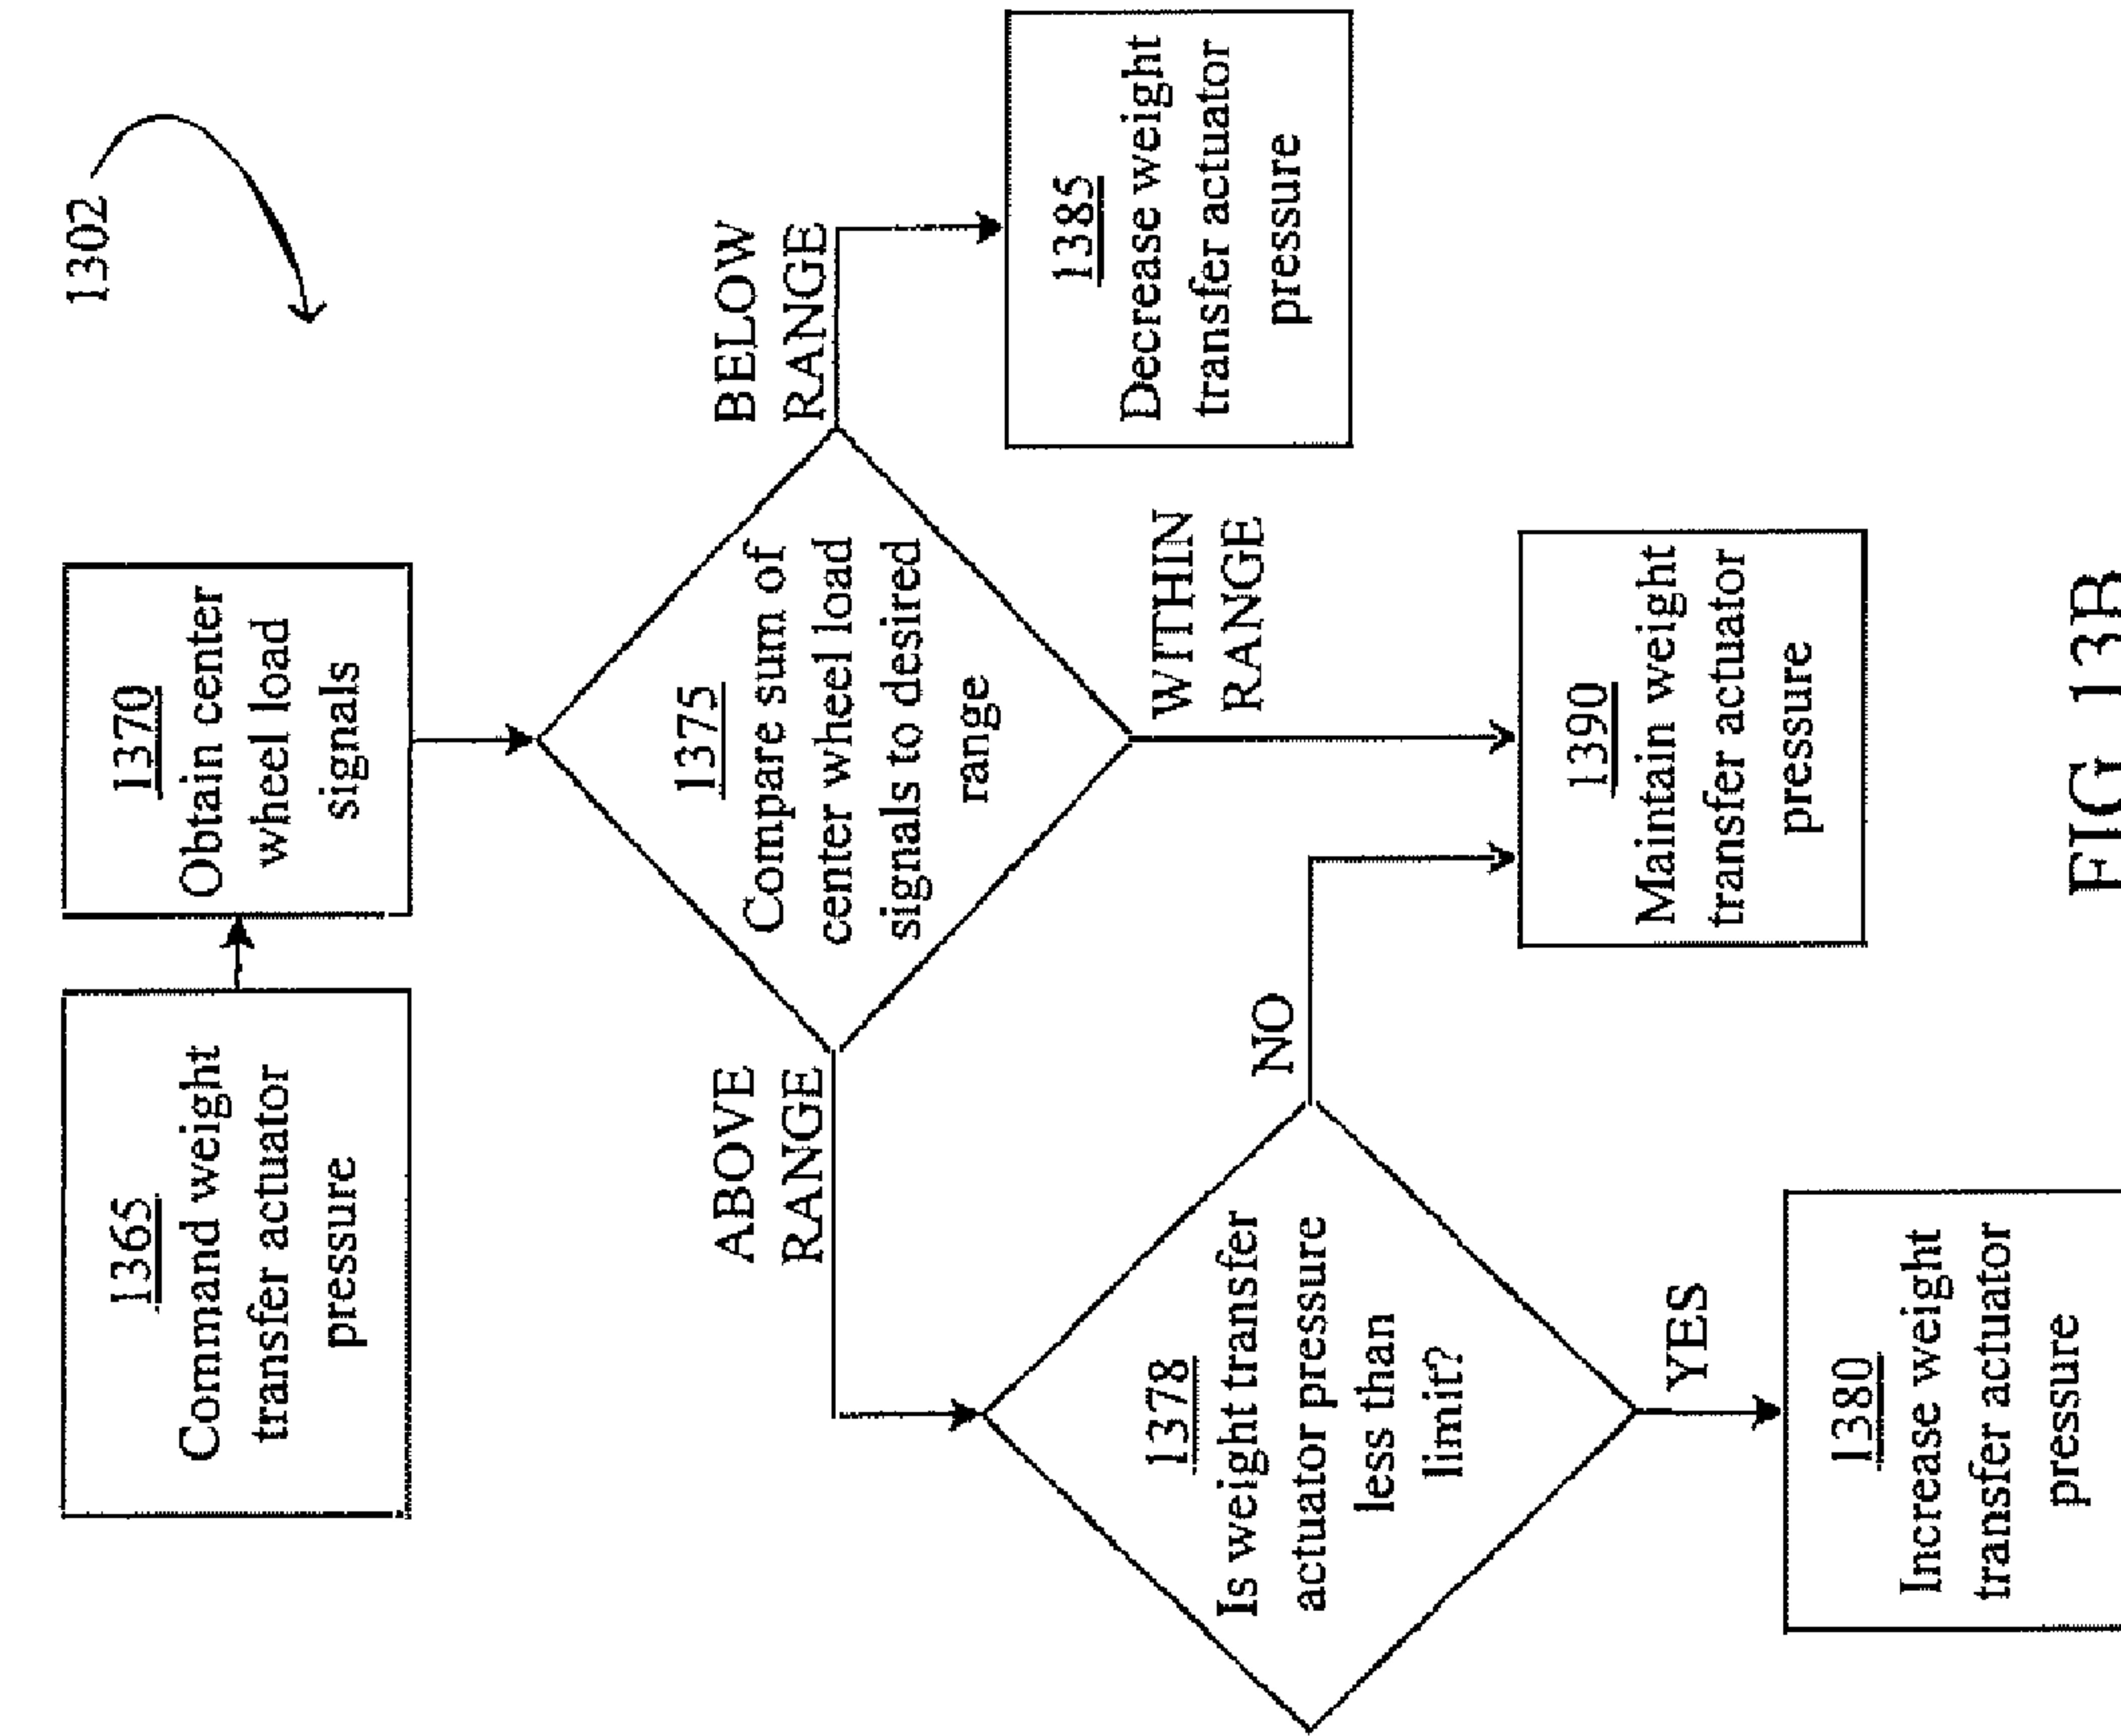 1302
1365
Command weight
transfer actuator
pressure
1370
Obtain center
wheel load
signals
1375
Compare sum of
center wheel load
signals to desired
range
ABOVE
RANGE
BELOW
RANGE
WITHIN
RANGE
1378
Is weight transfer
actuator pressure
less than
limit?
NO
YES
1385
Decrease weight
transfer actuator
pressure
1390
Maintain weight
transfer actuator
pressure
1380
Increase weight
transfer actuator
pressure
FIG 13B